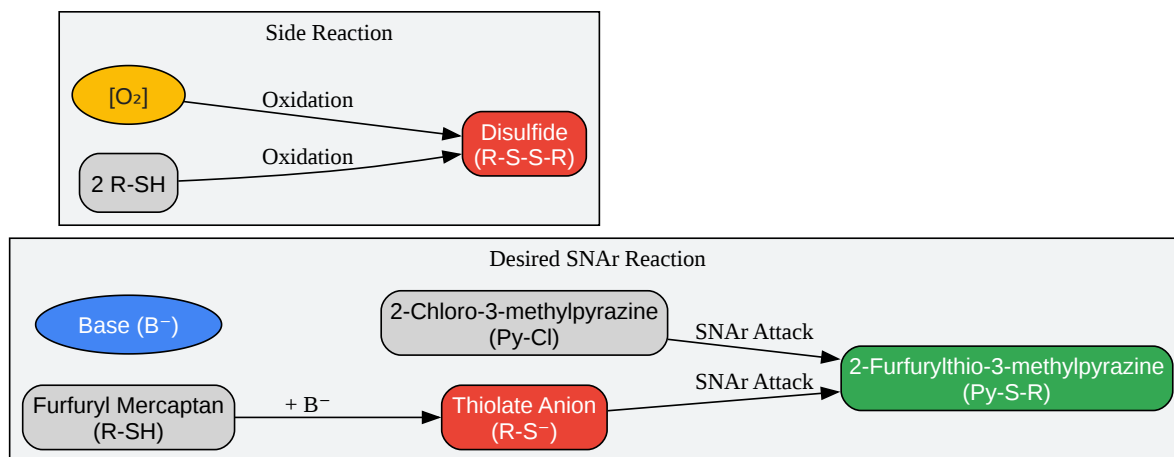 Side Reaction
[O₂]
Oxidation
2 R-SH
Oxidation
Disulfide
(R-S-S-R)
Desired SNAr Reaction
Base (B⁻)
2-Chloro-3-methylpyrazine
(Py-Cl)
SNAr Attack
Furfuryl Mercaptan
(R-SH)
+ B⁻
Thiolate Anion
(R-S⁻)
SNAr Attack
2-Furfurylthio-3-methylpyrazine
(Py-S-R)